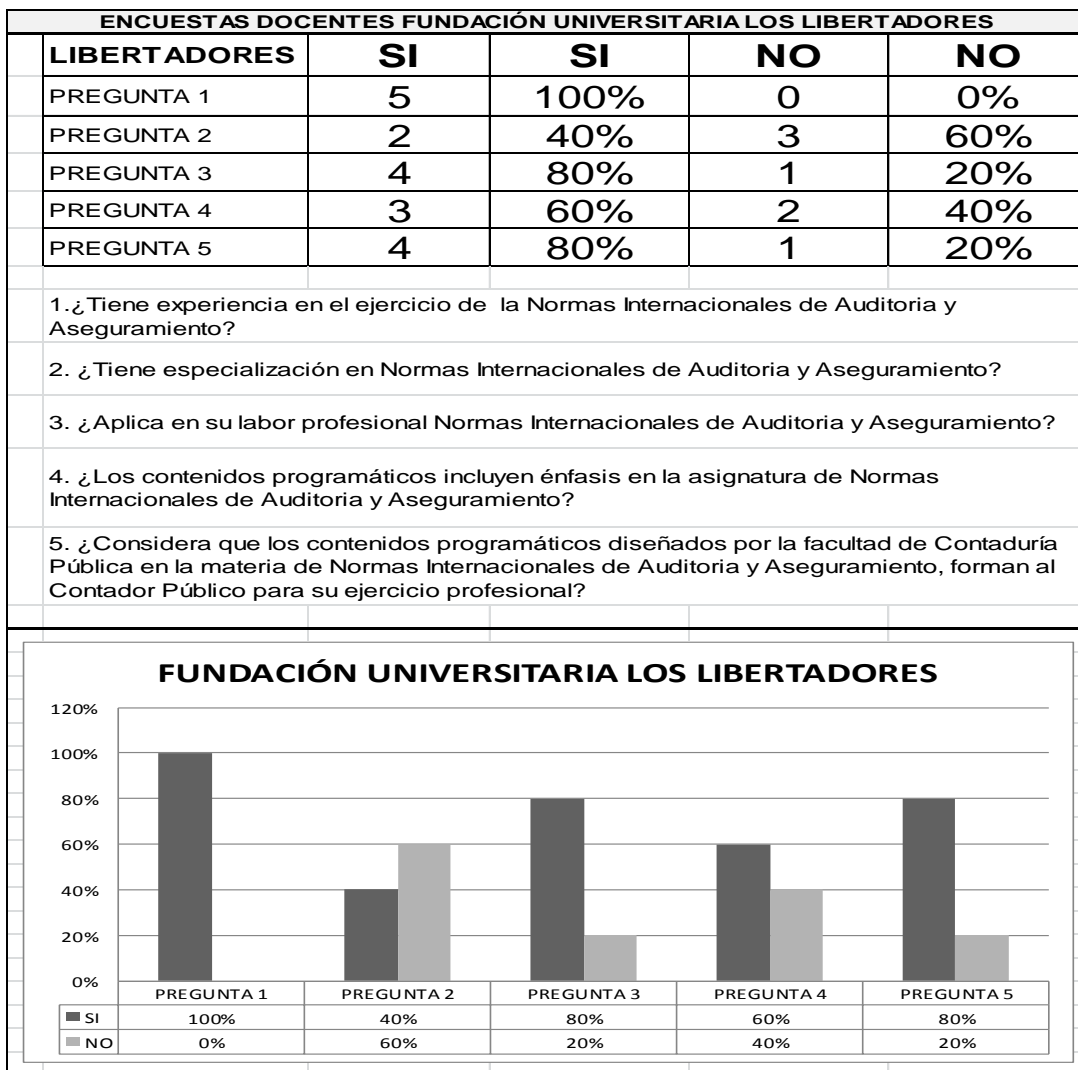 ENCUESTAS DOCENTES FUNDACIÓN UNIVERSITARIA LOS LIBERTADORES
LIBERTADORES SI SI NO NO
PREGUNTA 1 5 100% 0 0%
PREGUNTA 2 2 40% 3 60%
PREGUNTA 3 4 80% 1 20%
PREGUNTA 4 3 60% 2 40%
PREGUNTA 5 4 80% 1 20%
1.¿Tiene experiencia en el ejercicio de la Normas Internacionales de Auditoria y
Aseguramiento?
2. ¿Tiene especialización en Normas Internacionales de Auditoria y Aseguramiento?
3. ¿Aplica en su labor profesional Normas Internacionales de Auditoria y Aseguramiento?
4. ¿Los contenidos programáticos incluyen énfasis en la asignatura de Normas
Internacionales de Auditoria y Aseguramiento?
5. ¿Considera que los contenidos programáticos diseñados por la facultad de Contaduría
Pública en la materia de Normas Internacionales de Auditoria y Aseguramiento, forman al
Contador Público para su ejercicio profesional?
FUNDACIÓN UNIVERSITARIA LOS LIBERTADORES
120%
100%
80%
60%
40%
20%
0%
PREGUNTA 1 PREGUNTA 2 PREGUNTA 3 PREGUNTA 4 PREGUNTA 5
SI 100% 40% 80% 60% 80%
NO 0% 60% 20% 40% 20%